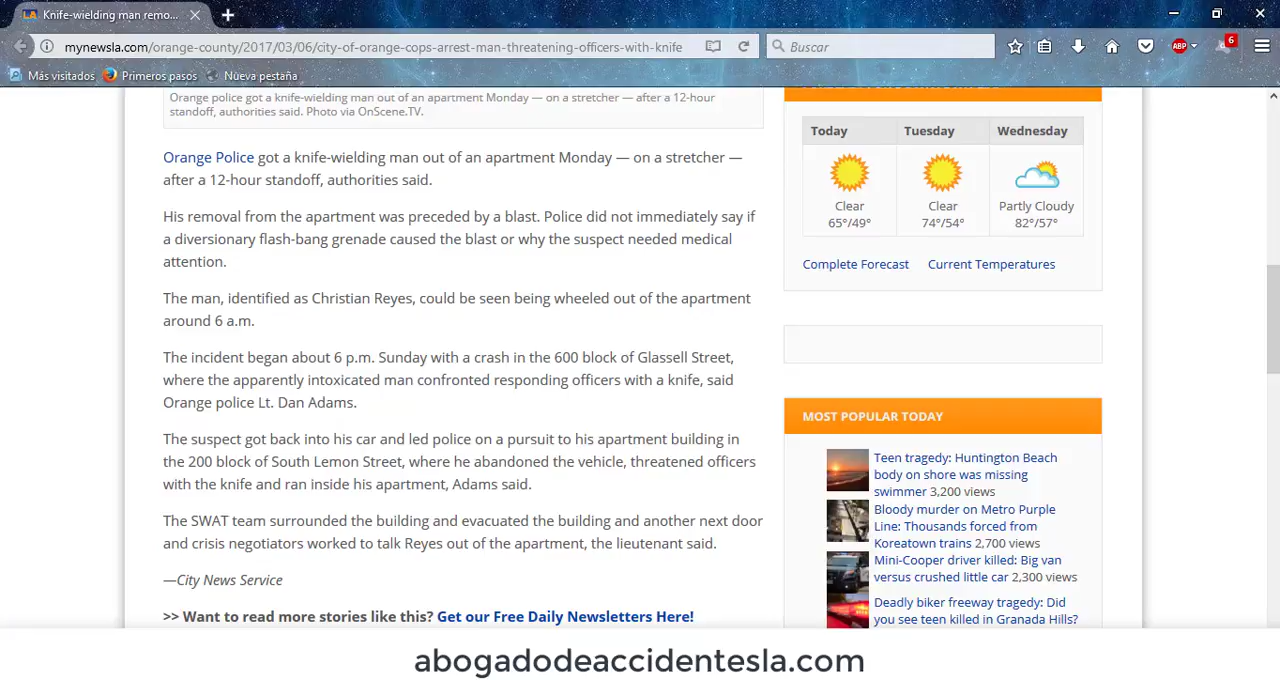 Knife-wielding man remo...
mynewsla.com/orange-county/2017/03/06/city-of-orange-cops-arrest-man-threatening-officers-with-knife
Buscar
ABP
6
Más visitados
Primeros pasos
Nueva pestaña
Orange police got a knife-wielding man out of an apartment Monday — on a stretcher — after a 12-hour
standoff, authorities said. Photo via OnScene.TV.
Orange Police got a knife-wielding man out of an apartment Monday — on a stretcher —
after a 12-hour standoff, authorities said.
His removal from the apartment was preceded by a blast. Police did not immediately say if
a diversionary flash-bang grenade caused the blast or why the suspect needed medical
attention.
The man, identified as Christian Reyes, could be seen being wheeled out of the apartment
around 6 a.m.
The incident began about 6 p.m. Sunday with a crash in the 600 block of Glassell Street,
where the apparently intoxicated man confronted responding officers with a knife, said
Orange police Lt. Dan Adams.
The suspect got back into his car and led police on a pursuit to his apartment building in
the 200 block of South Lemon Street, where he abandoned the vehicle, threatened officers
with the knife and ran inside his apartment, Adams said.
The SWAT team surrounded the building and evacuated the building and another next door
and crisis negotiators worked to talk Reyes out of the apartment, the lieutenant said.
—City News Service
>> Want to read more stories like this? Get our Free Daily Newsletters Here!
Today Tuesday Wednesday
Clear Clear Partly Cloudy
65°/49° 74°/54° 82°/57°
Complete Forecast Current Temperatures
MOST POPULAR TODAY
Teen tragedy: Huntington Beach
body on shore was missing
swimmer 3,200 views
Bloody murder on Metro Purple
Line: Thousands forced from
Koreatown trains 2,700 views
Mini-Cooper driver killed: Big van
versus crushed little car 2,300 views
Deadly biker freeway tragedy: Did
you see teen killed in Granada Hills?
abogadodeaccidentesla.com